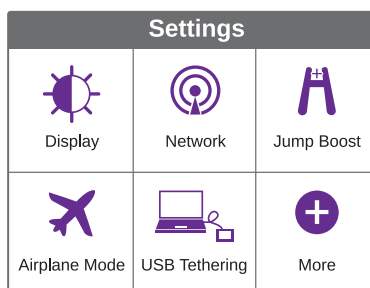 Settings
Display
Network
Jump Boost
Airplane Mode
USB Tethering
More